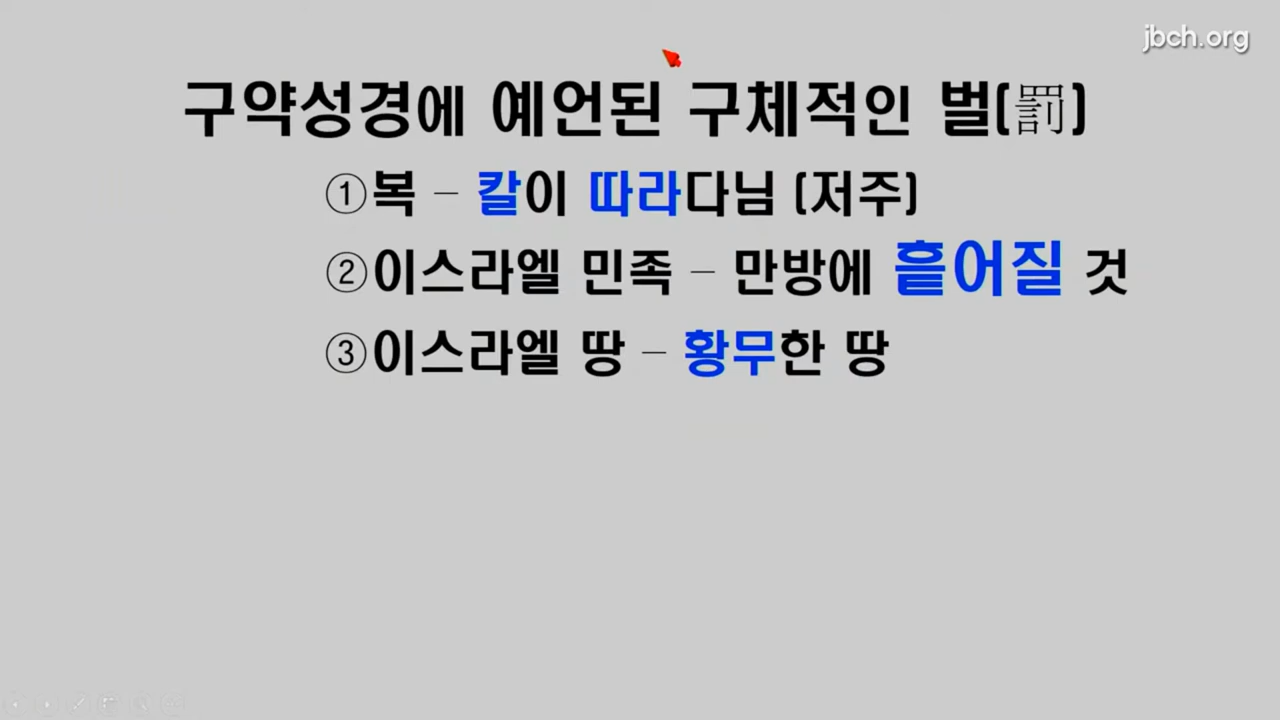 jbch.org
구약성경에 예언된 구체적인 벌(罰)
①복 – 칼이 따라다님 (저주)
②이스라엘 민족 – 만방에 흩어질 것
③이스라엘 땅 – 황무한 땅